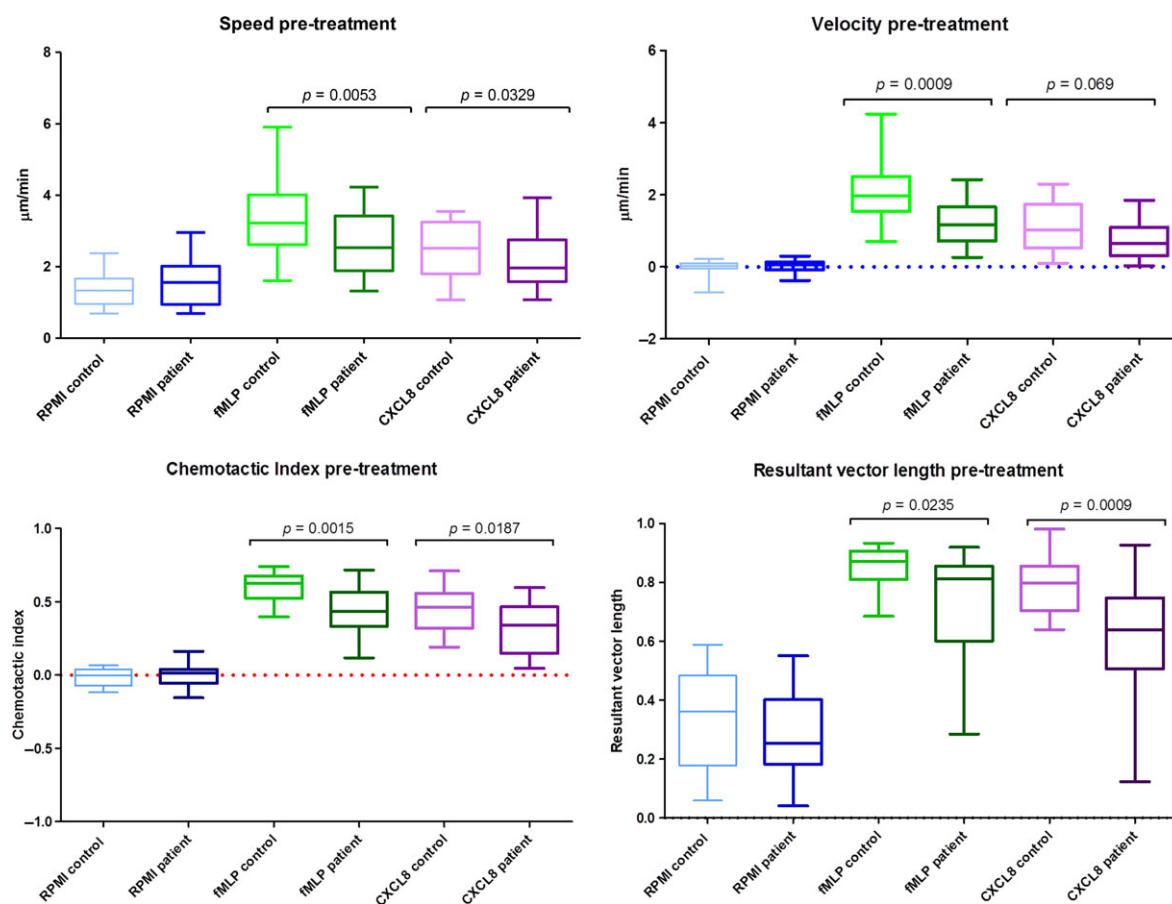 Speed pre-treatment
8
6
4
2
0
μm/min
p = 0.0053
p = 0.0329
RPMI control
RPMI patient
fMLP control
fMLP patient
CXCL8 control
CXCL8 patient
Velocity pre-treatment
6
4
2
0
–2
μm/min
p = 0.0009
p = 0.069
RPMI control
RPMI patient
fMLP control
fMLP patient
CXCL8 control
CXCL8 patient
Chemotactic Index pre-treatment
1.0
0.5
0.0
–0.5
–1.0
Chemotactic index
p = 0.0015
p = 0.0187
RPMI control
RPMI patient
fMLP control
fMLP patient
CXCL8 control
CXCL8 patient
Resultant vector length pre-treatment
1.0
0.8
0.6
0.4
0.2
0.0
Resultant vector length
p = 0.0235
p = 0.0009
RPMI control
RPMI patient
fMLP control
fMLP patient
CXCL8 control
CXCL8 patient